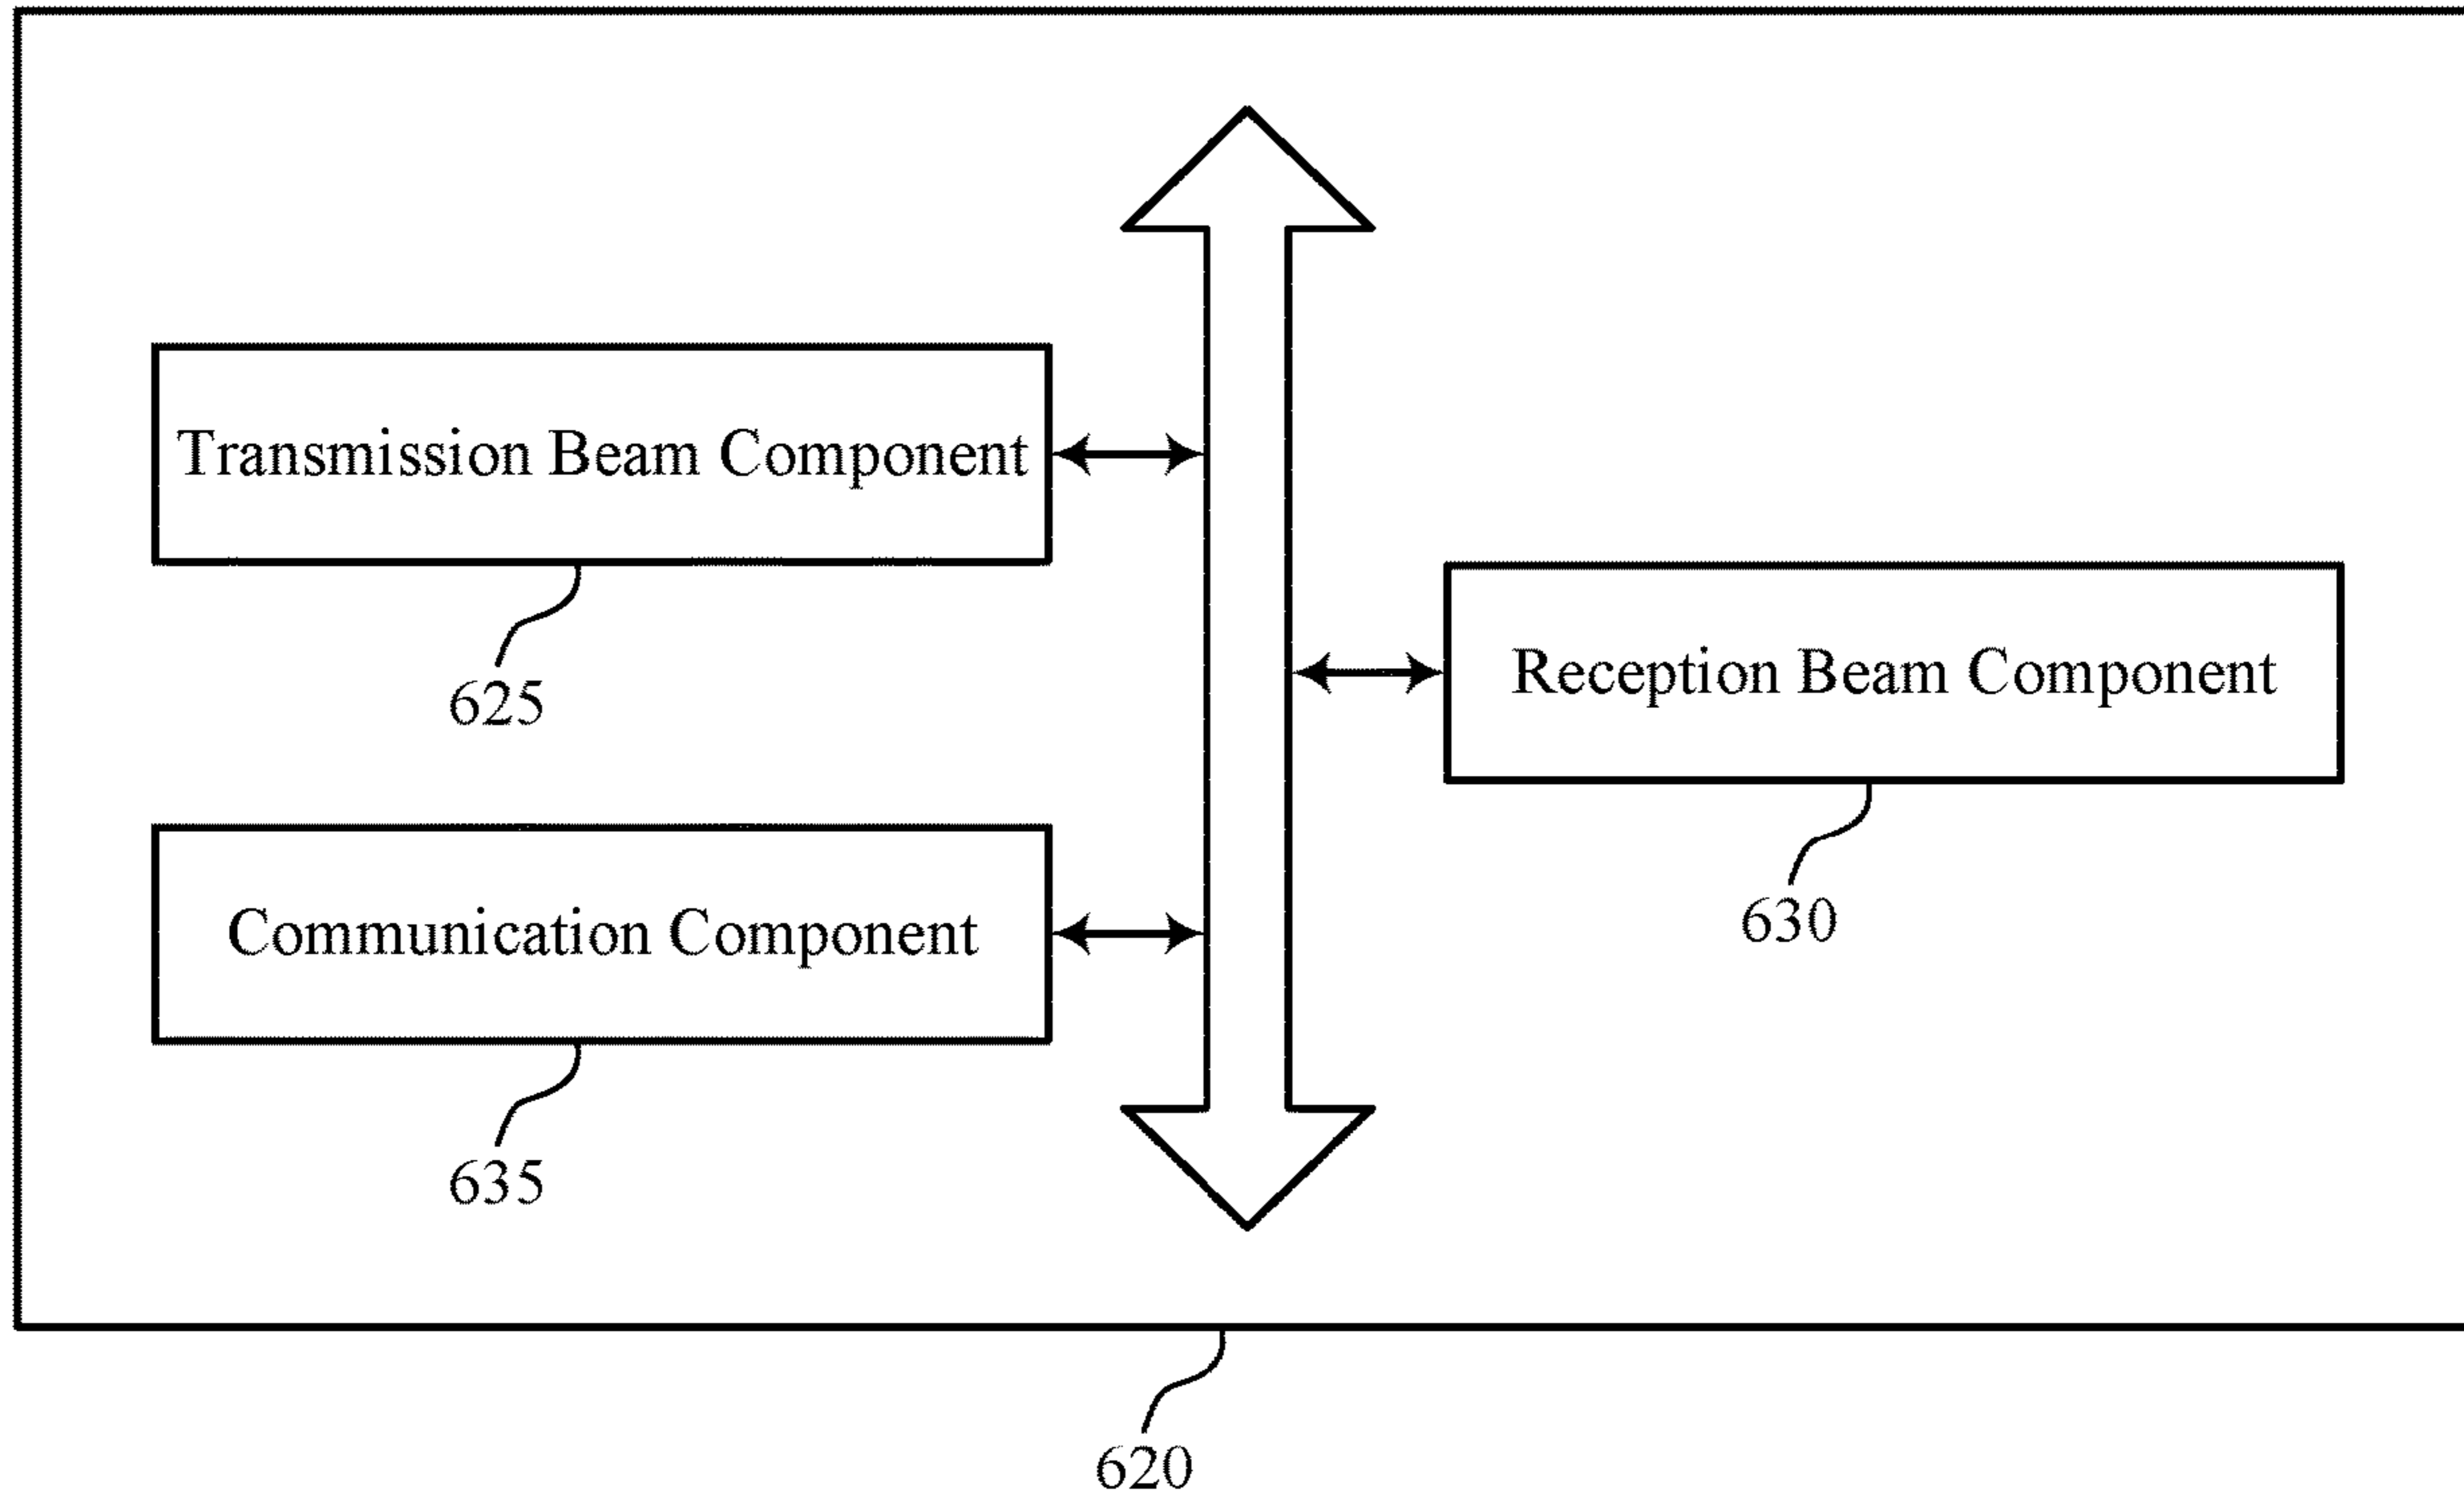 Transmission Beam Component
625
Reception Beam Component
630
Communication Component
635
620